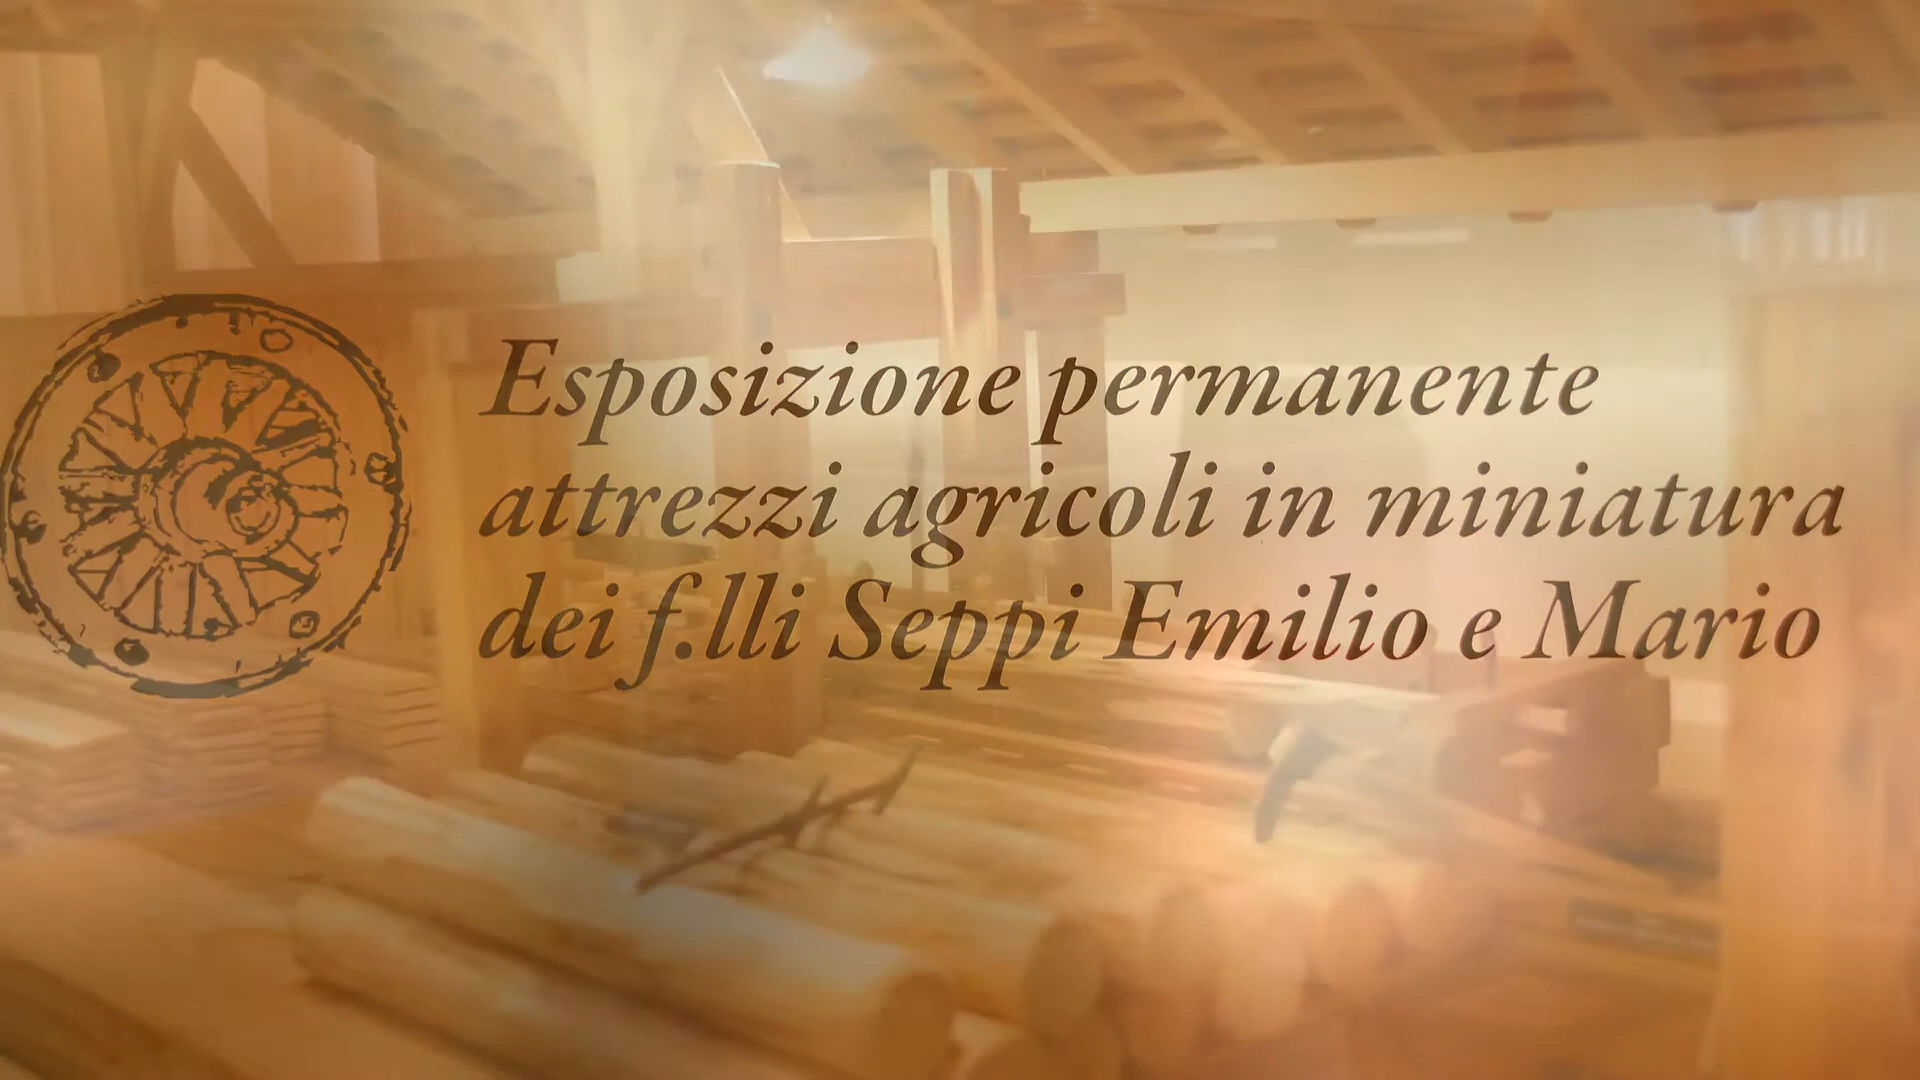 Esposizione permanente
attrezzi agricoli in miniatura
dei f.lli Seppi Emilio e Mario